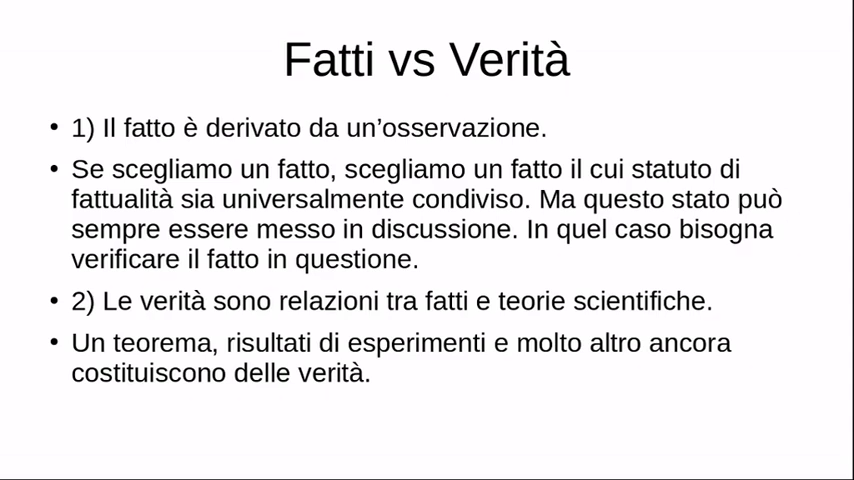 Fatti vs Verità
• 1) Il fatto è derivato da un’osservazione.
• Se scegliamo un fatto, scegliamo un fatto il cui statuto di
fattualità sia universalmente condiviso. Ma questo stato può
sempre essere messo in discussione. In quel caso bisogna
verificare il fatto in questione.
• 2) Le verità sono relazioni tra fatti e teorie scientifiche.
• Un teorema, risultati di esperimenti e molto altro ancora
costituiscono delle verità.